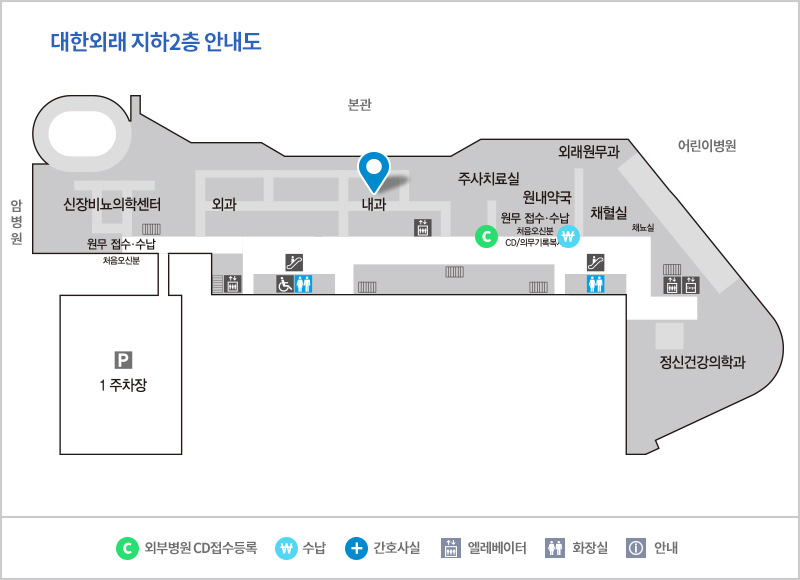 대한외래 지하2층 안내도
본관
외래원무과
어린이병원
주사치료실
암병원
신장비뇨의학센터
외과
내과
원내약국
채혈실
원무 접수·수납
처음오신분
CD/의무기록복사
채뇨실
C
₩
원무 접수·수납
처음오신분
P
1 주차장
정신건강의학과
C 외부병원 CD접수등록
₩ 수납
간호사실
엘레베이터
화장실
안내